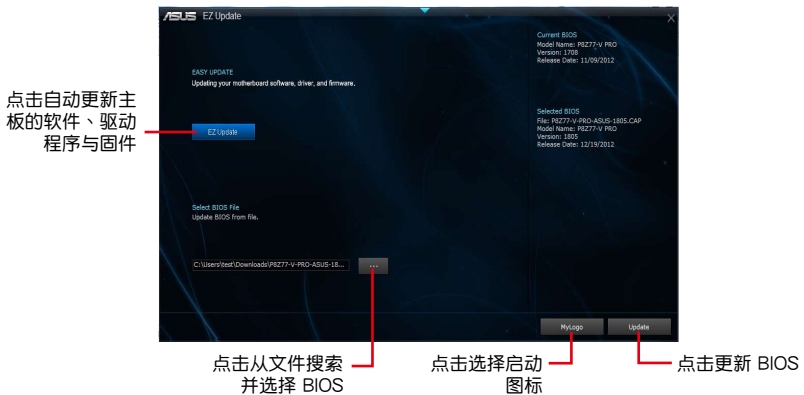 ASUS EZ Update
Current BIOS
Model Name: P8Z77-V PRO
Version: 1708
Release Date: 11/09/2012
EASY UPDATE
Updating your motherboard software, driver, and firmware.
点击自动更新主
板的软件、驱动
程序与固件
EZ Update
Selected BIOS
File: P8Z77-V-PRO-ASUS-1805.CAP
Model Name: P8Z77-V PRO
Version: 1805
Release Date: 12/19/2012
Select BIOS File
Update BIOS from file.
C:\Users\test\Downloads\P8Z77-V-PRO-ASUS-18...
...
MyLogo
Update
点击从文件搜索
并选择 BIOS
点击选择启动
图标
点击更新 BIOS